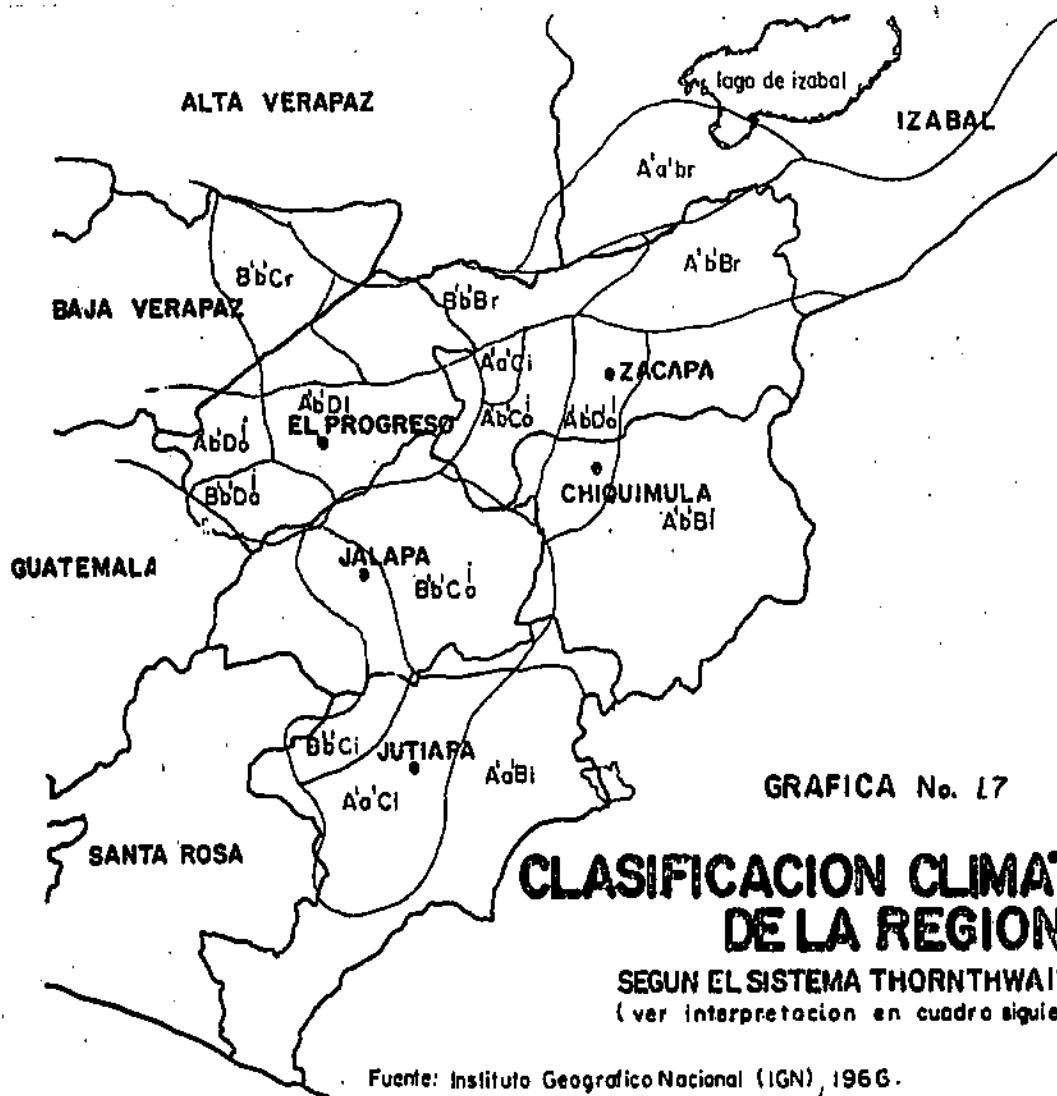 lago de izabal
ALTA VERAPAZ
IZABAL
A'a'br
B'b'Cr
A'b'Br
BAJA VERAPAZ
B'b'Br
A'a'Ci
ZACAPA
A'b'Di
A'b'Co
A'b'Do
EL PROGRESO
A'b'Do
B'b'Do
CHIQUIMULA
A'b'Bi
JALAPA
GUATEMALA
B'b'Co
B'b'Ci
JUTIAPA
A'a'Bi
A'a'Ci
GRAFICA No. 17
SANTA ROSA
CLASIFICACION CLIMAT
DE LA REGION
SEGUN EL SISTEMA THORNTHWAI
( ver interpretacion en cuadro siguie
Fuente: Instituto Geografico Nacional (IGN), 1966.